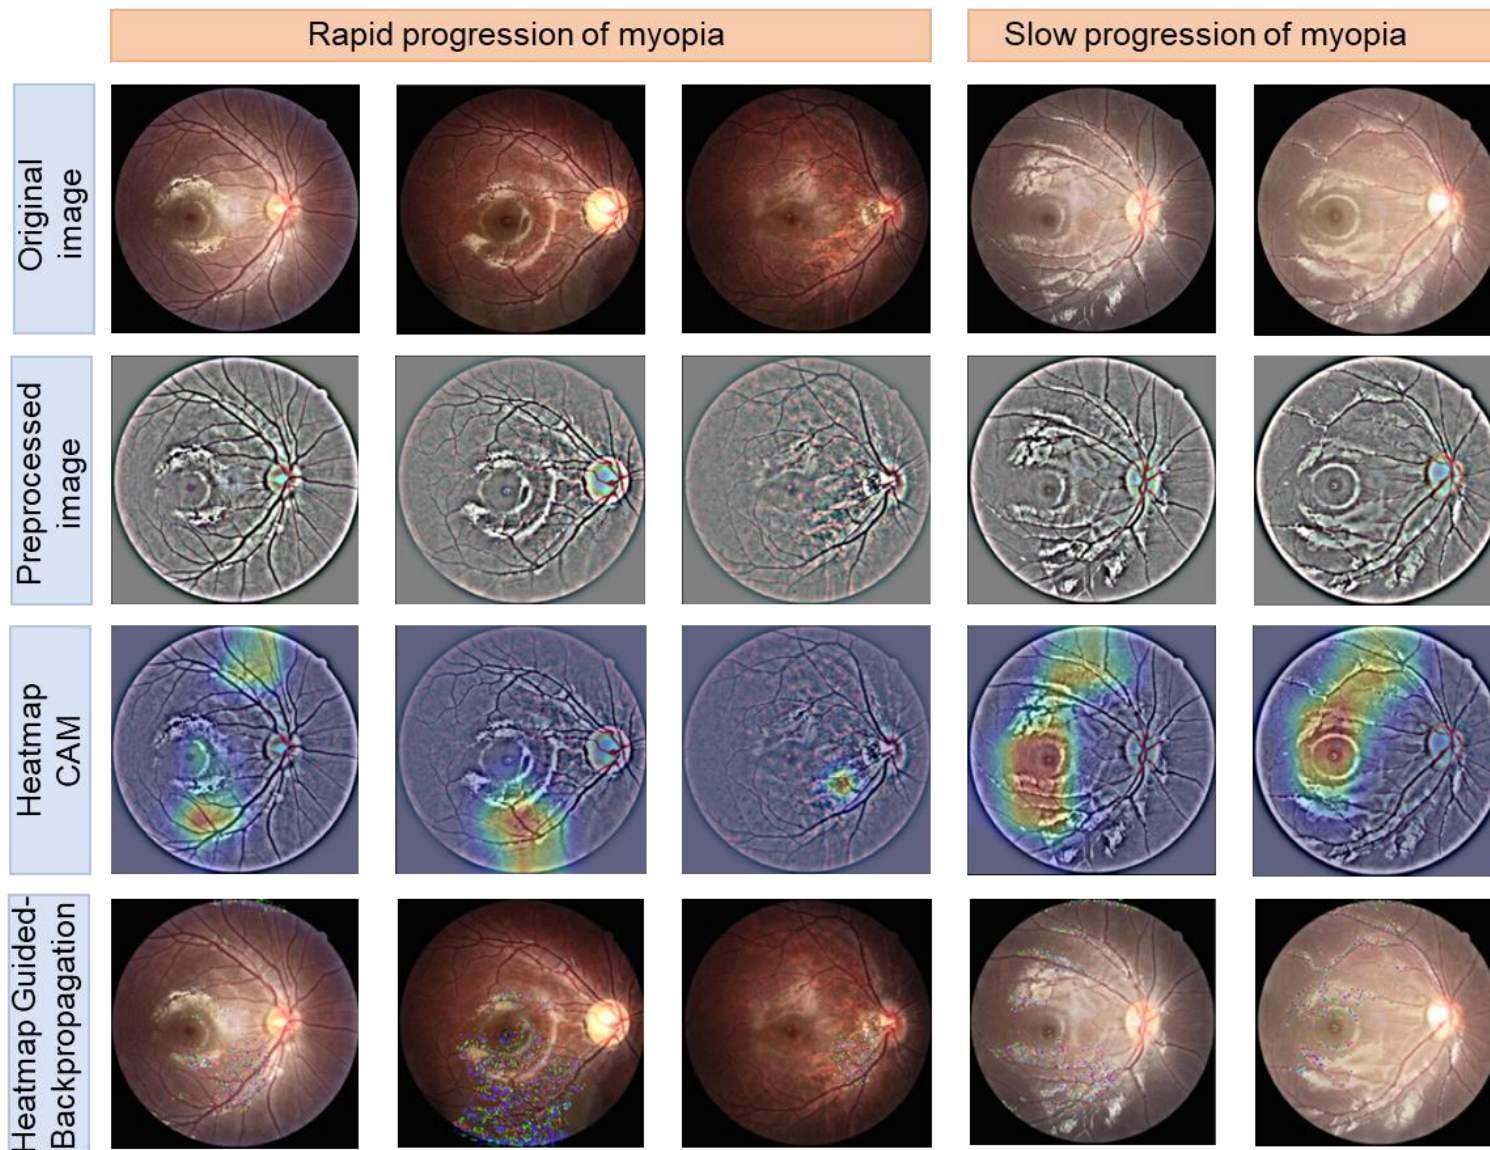 Rapid progression of myopia
Slow progression of myopia
Original
image
Preprocessed
image
Heatmap
CAM
Heatmap Guided-
Backpropagation